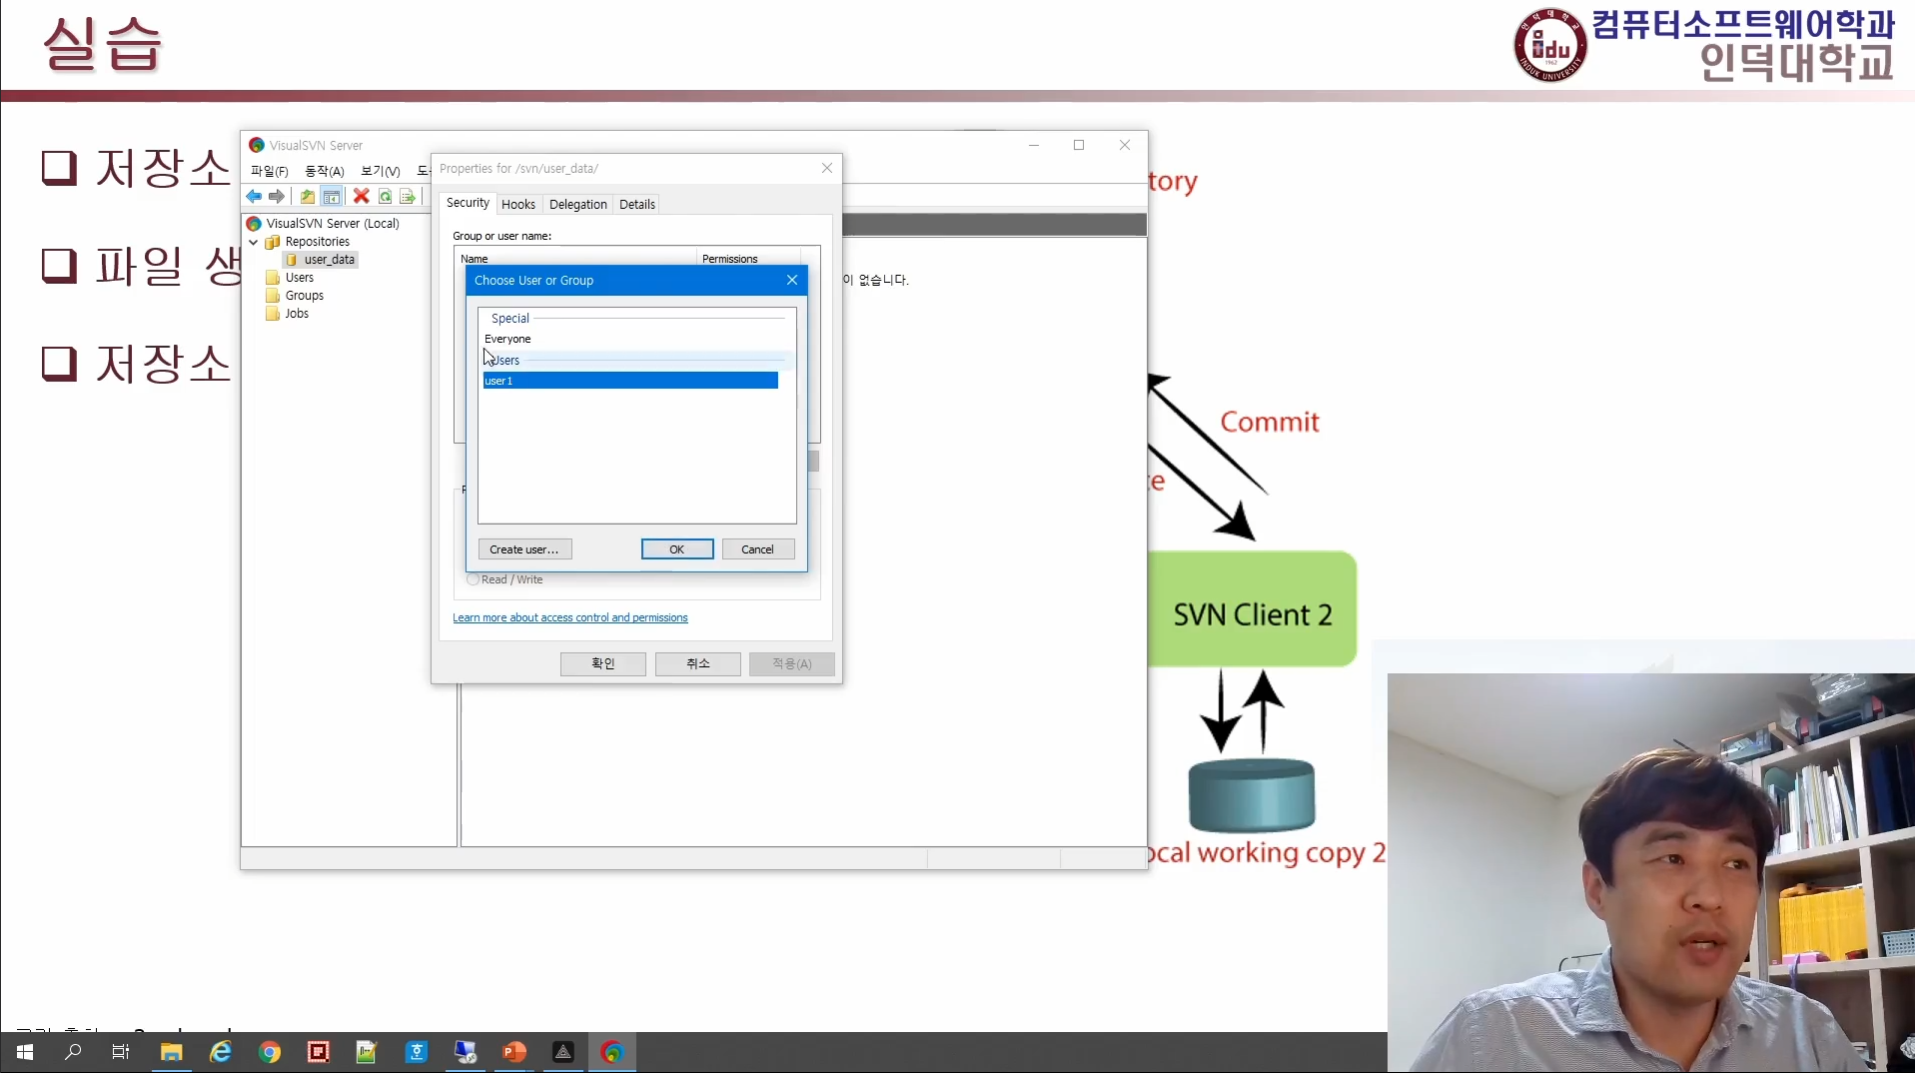 실습
컴퓨터소프트웨어학과
인덕대학교
idu
1962
INDUK UNIVERSITY
저장소
파일 생
저장소
VisualSVN Server
파일(F) 동작(A) 보기(V)
VisualSVN Server (Local)
Repositories
user_data
Users
Groups
Jobs
Properties for /svn/user_data/
Security Hooks Delegation Details
Group or user name:
Name Permissions
Choose User or Group
Special
Everyone
Users
user1
Create user... OK Cancel
Read / Write
Learn more about access control and permissions
확인 취소 적용(A)
이 없습니다.
tory
Commit
te
SVN Client 2
ocal working copy 2